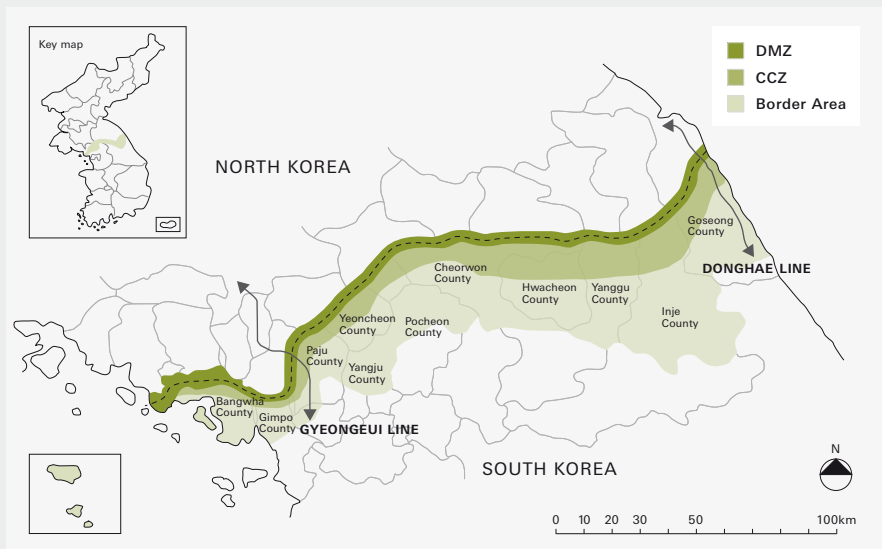 Key map
DMZ
CCZ
Border Area
NORTH KOREA
Goseong
County
DONGHAE LINE
Cheorwon
County
Hwacheon
County
Yanggu
County
Inje
County
Yeoncheon
County
Pocheon
County
Paju
County
Yangju
County
Bangwha
County
Gimpo
County
GYEONGEUI LINE
SOUTH KOREA
N
0 10 20 30 50 100km